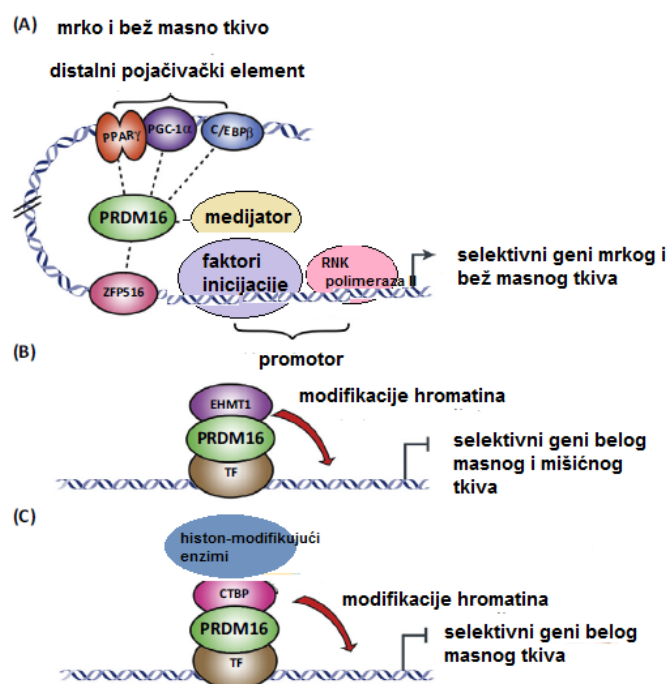 (A) mrko i bež masno tkivo
distalni pojačivački element
PPARγ PGC-1α C/EBPβ
PRDM16
medijator
ZFP516
faktori
inicijacije
RNK
polimeraza II
selektivni geni mrkog i
bež masnog tkiva
promotor
(B)
modifikacije hromatina
EHMT1
PRDM16
TF
selektivni geni belog
masnog i mišićnog
tkiva
(C)
histon-modifikujući
enzimi
CTBP
modifikacije hromatina
PRDM16
TF
selektivni geni belog
masnog tkiva